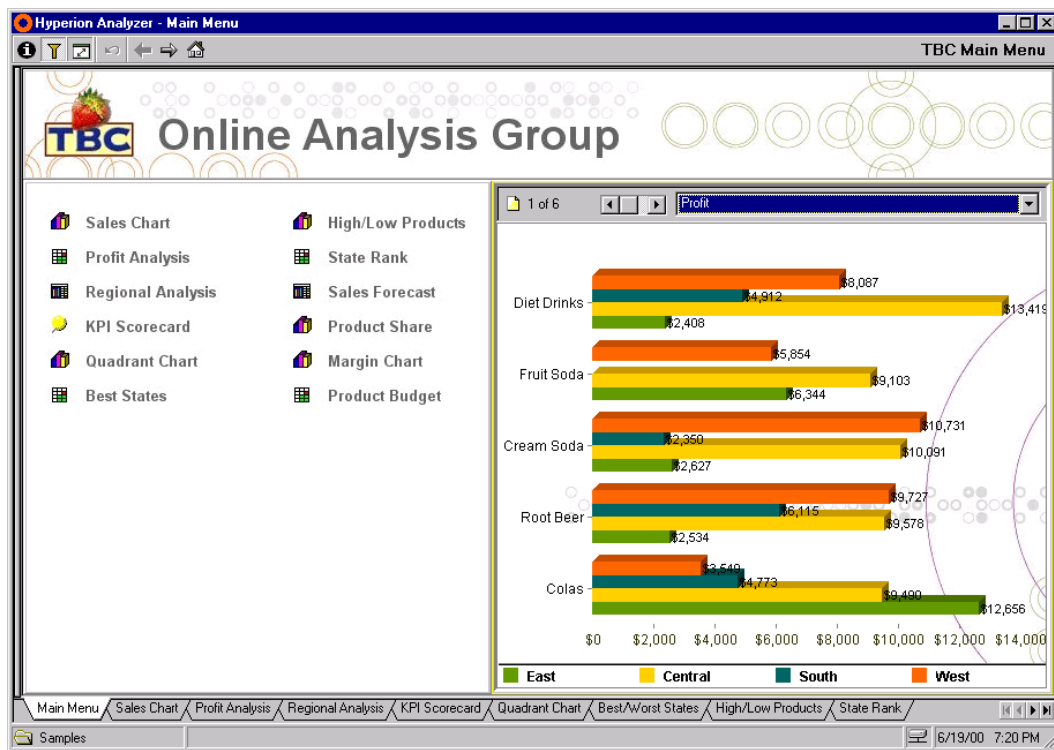 Hyperion Analyzer - Main Menu
TBC Main Menu
TBC Online Analysis Group
Sales Chart
High/Low Products
Profit Analysis
State Rank
Regional Analysis
Sales Forecast
KPI Scorecard
Product Share
Quadrant Chart
Margin Chart
Best States
Product Budget
1 of 6
Profit
Diet Drinks
$8,087
$4,912
$13,419
$2,408
Fruit Soda
$5,854
$9,103
$6,344
Cream Soda
$10,731
$2,350
$10,091
$2,627
Root Beer
$9,727
$6,115
$9,578
$2,534
Colas
$3,549
$4,773
$9,490
$12,656
$0 $2,000 $4,000 $6,000 $8,000 $10,000 $12,000 $14,000
East Central South West
Main Menu Sales Chart Profit Analysis Regional Analysis KPI Scorecard Quadrant Chart Best/Worst States High/Low Products State Rank
Samples
6/19/00 7:20 PM